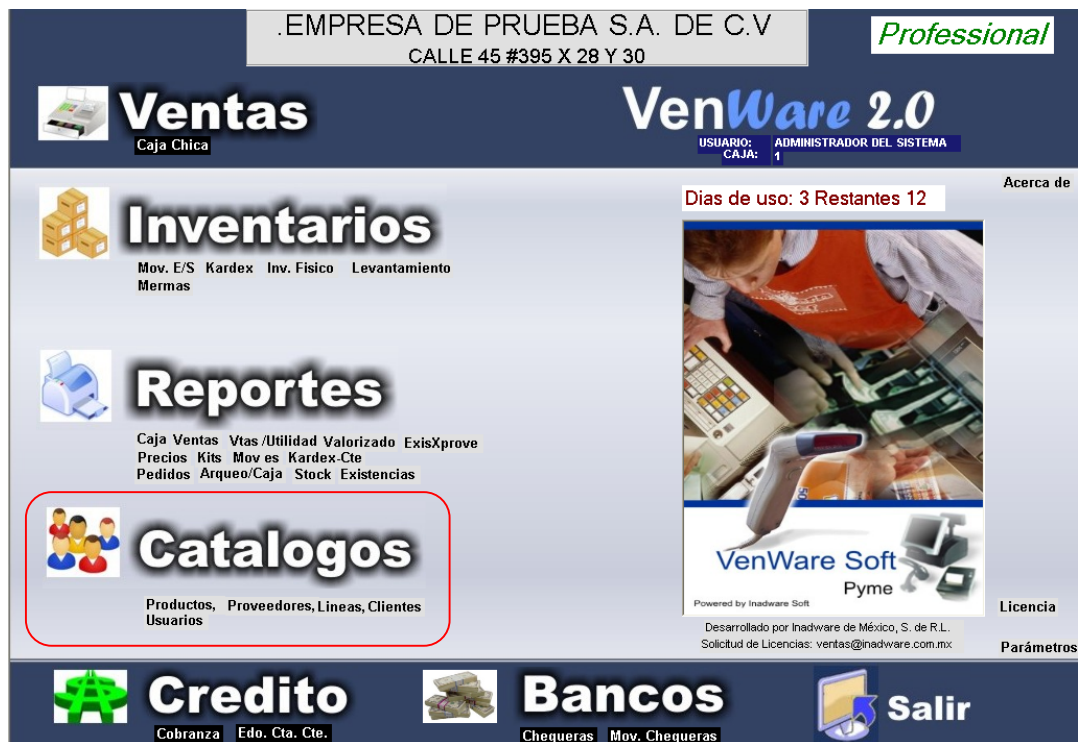 .EMPRESA DE PRUEBA S.A. DE C.V
CALLE 45 #395 X 28 Y 30
Professional
Ventas
Caja Chica
VenWare 2.0
USUARIO: ADMINISTRADOR DEL SISTEMA
CAJA: 1
Acerca de
Dias de uso: 3 Restantes 12
Inventarios
Mov. E/S Kardex Inv. Fisico Levantamiento
Mermas
Reportes
Caja Ventas Vtas /Utilidad Valorizado ExisXprove
Precios Kits Mov es Kardex-Cte
Pedidos Arqueo/Caja Stock Existencias
Catalogos
Productos, Proveedores, Lineas, Clientes
Usuarios
VenWare Soft
Pyme
Powered by Inadware Soft
Desarrollado por Inadware de México, S. de R.L.
Solicitud de Licencias: ventas@inadware.com.mx
Licencia
Parámetros
Credito
Cobranza Edo. Cta. Cte.
Bancos
Chequeras Mov. Chequeras
Salir